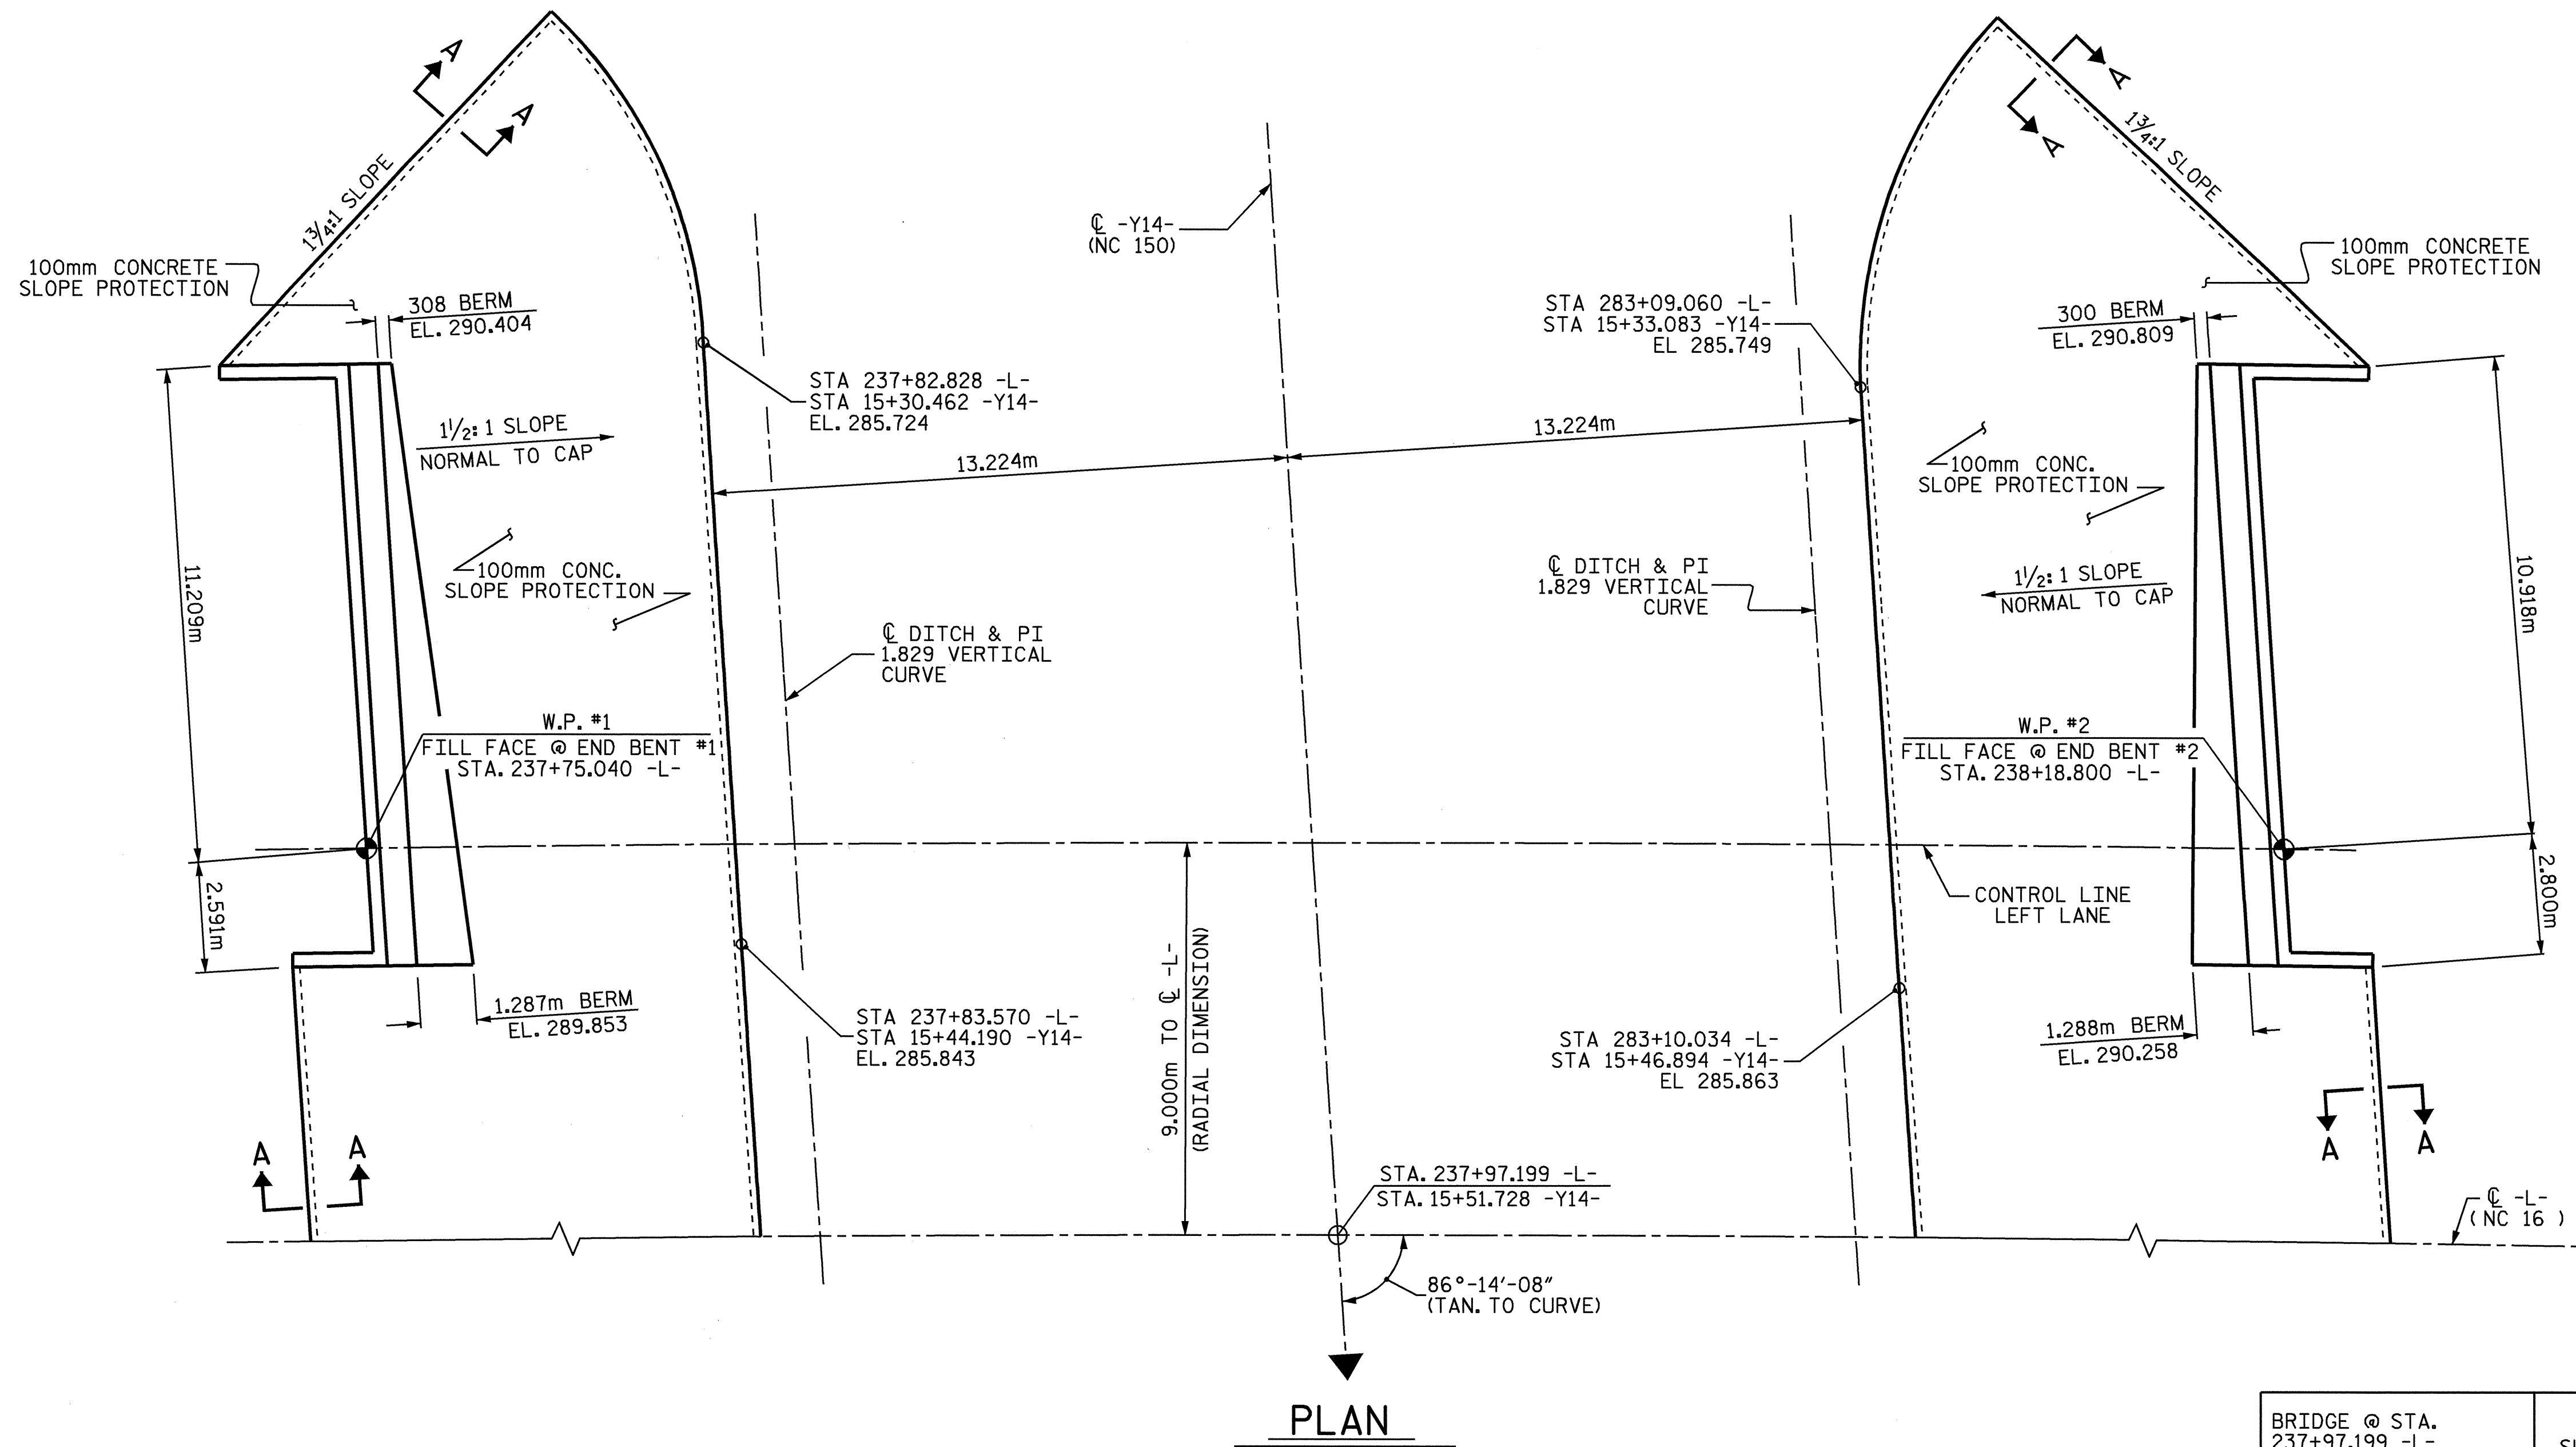 A
A
1¾:1 SLOPE
100mm CONCRETE
SLOPE PROTECTION
308 BERM
EL. 290.404
STA 237+82.828 -L-
STA 15+30.462 -Y14-
EL. 285.724
℄ -Y14-
(NC 150)
A
A
1¾:1 SLOPE
100mm CONCRETE
SLOPE PROTECTION
STA 283+09.060 -L-
STA 15+33.083 -Y14-
EL 285.749
300 BERM
EL. 290.809
1½:1 SLOPE
NORMAL TO CAP
13.224m
13.224m
100mm CONC.
SLOPE PROTECTION
100mm CONC.
SLOPE PROTECTION
11.209m
10.918m
℄ DITCH & PI
1.829 VERTICAL
CURVE
℄ DITCH & PI
1.829 VERTICAL
CURVE
1½:1 SLOPE
NORMAL TO CAP
W.P. #1
FILL FACE @ END BENT #1
STA. 237+75.040 -L-
W.P. #2
FILL FACE @ END BENT #2
STA. 238+18.800 -L-
2.591m
2.800m
CONTROL LINE
LEFT LANE
1.287m BERM
EL. 289.853
STA 237+83.570 -L-
STA 15+44.190 -Y14-
EL. 285.843
9.000m TO ℄ -L-
(RADIAL DIMENSION)
STA 283+10.034 -L-
STA 15+46.894 -Y14-
EL 285.863
1.288m BERM
EL. 290.258
A
A
A
A
STA. 237+97.199 -L-
STA. 15+51.728 -Y14-
℄ -L-
( NC 16 )
86°-14'-08"
(TAN. TO CURVE)
PLAN
BRIDGE @ STA.
237+97.199 -L-